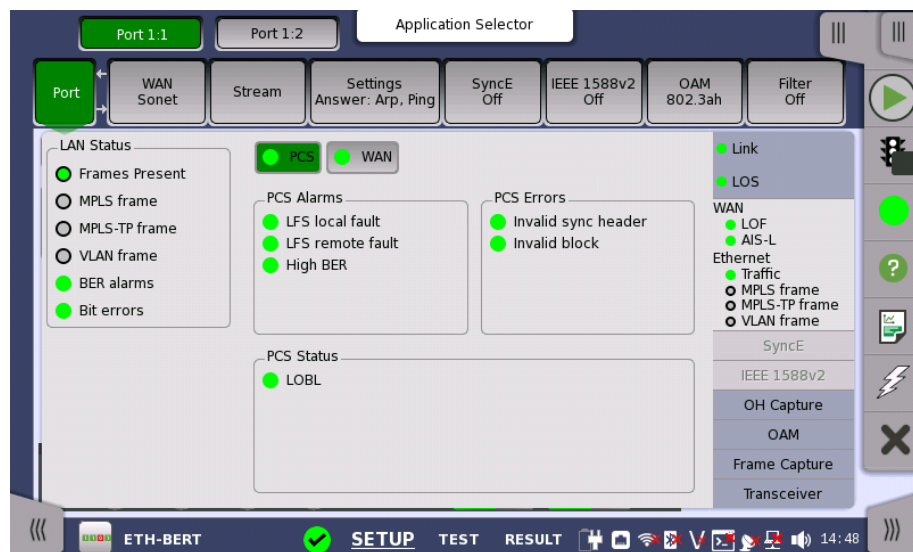 Application Selector
Port 1:1
Port 1:2
Port
WAN
Sonet
Stream
Settings
Answer: Arp, Ping
SyncE
Off
IEEE 1588v2
Off
OAM
802.3ah
Filter
Off
LAN Status
Frames Present
MPLS frame
MPLS-TP frame
VLAN frame
BER alarms
Bit errors
PCS
WAN
PCS Alarms
LFS local fault
LFS remote fault
High BER
PCS Errors
Invalid sync header
Invalid block
PCS Status
LOBL
Link
LOS
WAN
LOF
AIS-L
Ethernet
Traffic
MPLS frame
MPLS-TP frame
VLAN frame
SyncE
IEEE 1588v2
OH Capture
OAM
Frame Capture
Transceiver
ETH-BERT
SETUP
TEST
RESULT
14:48